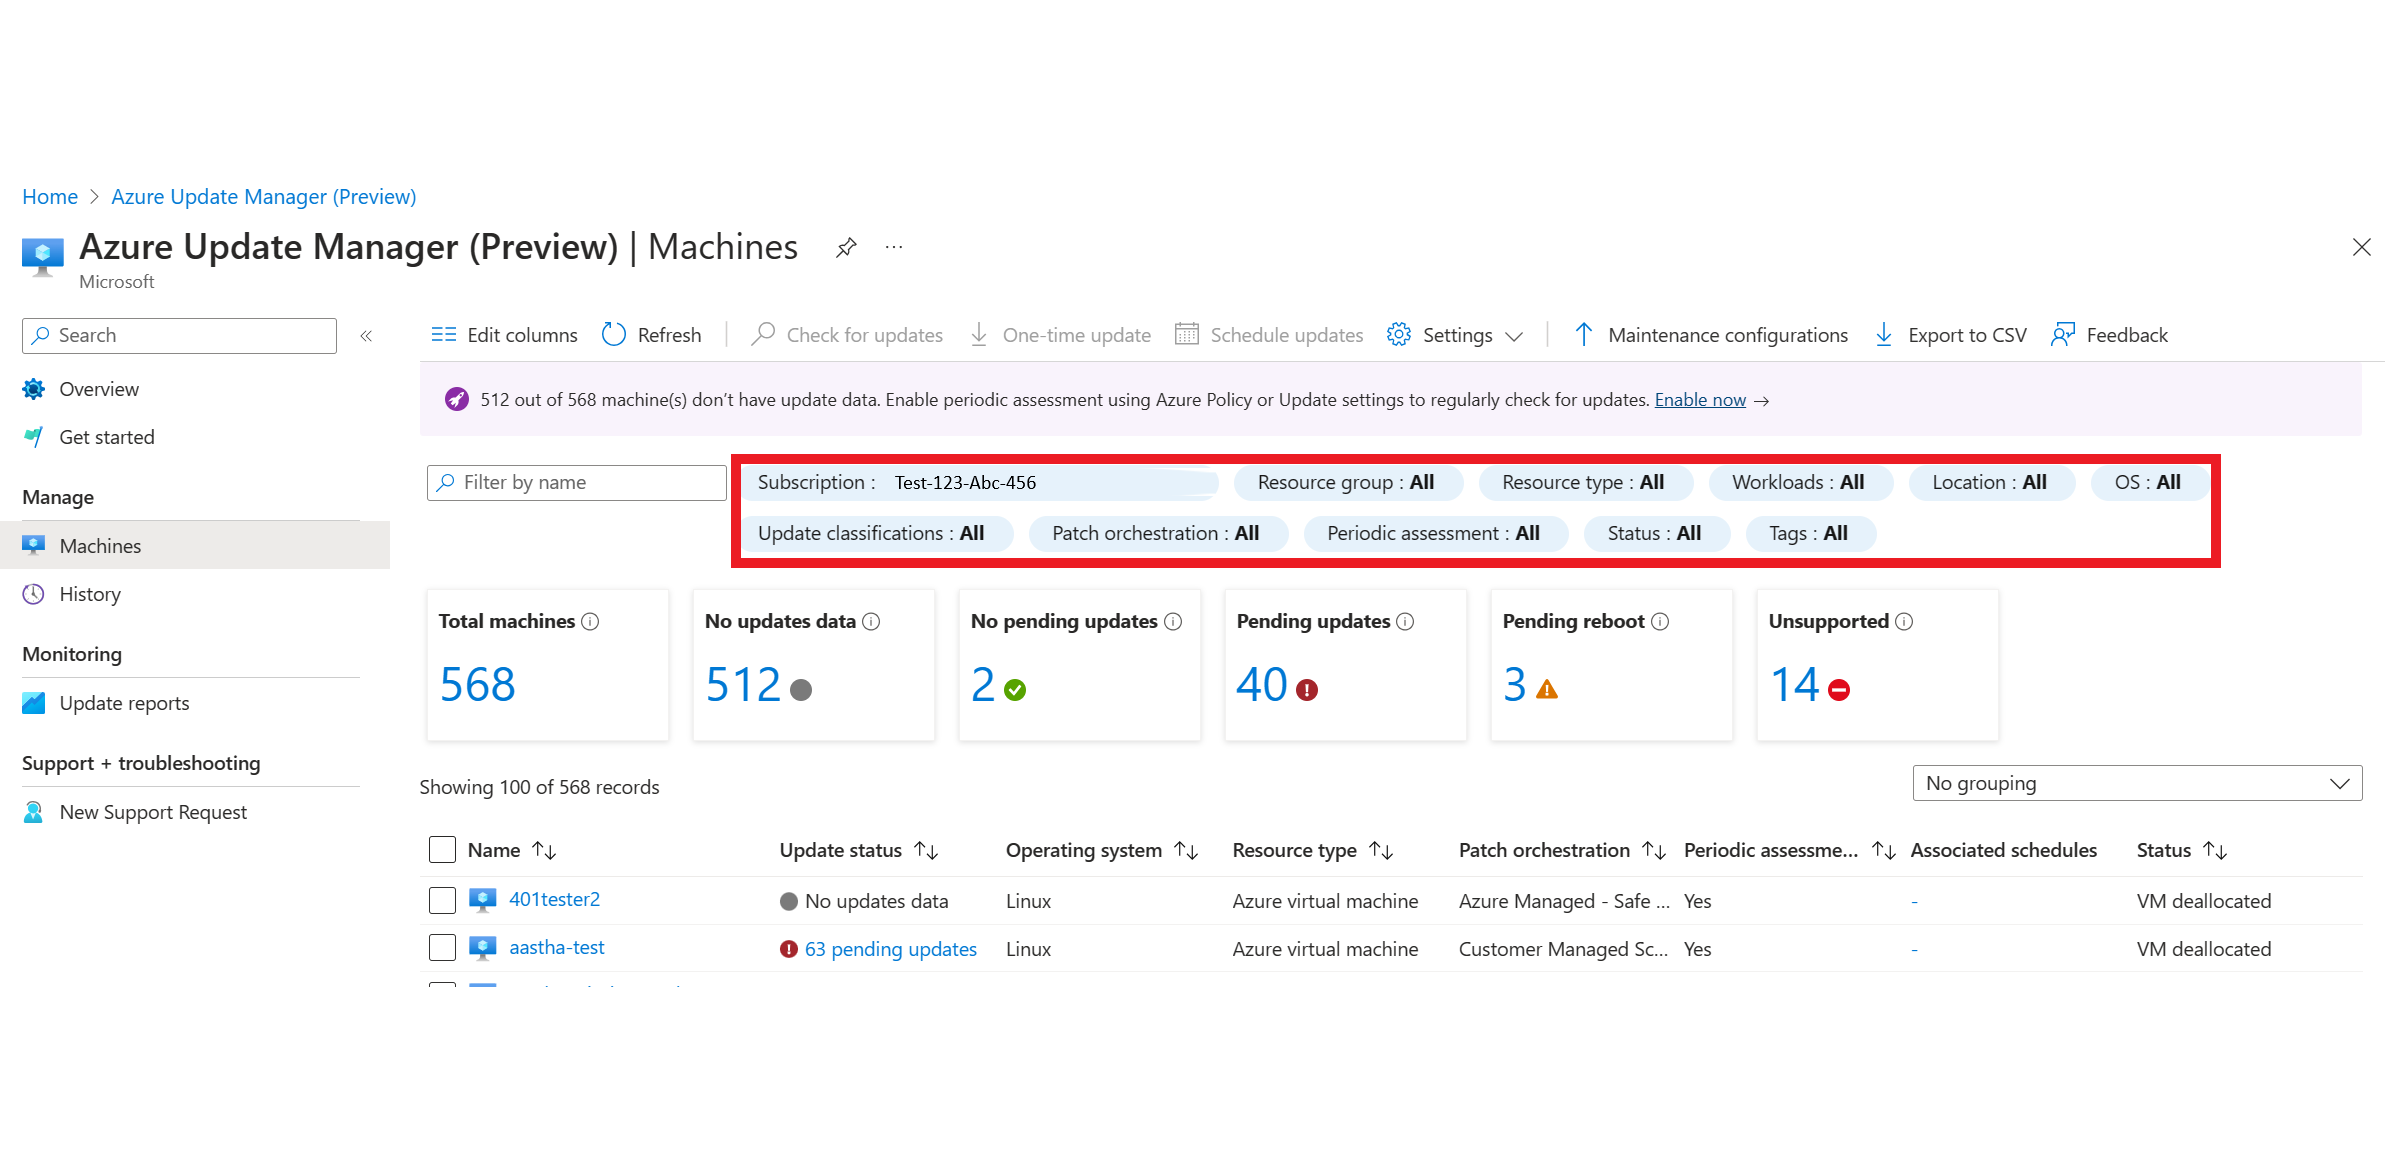 Home > Azure Update Manager (Preview)
Azure Update Manager (Preview) | Machines ...
Microsoft
Search «
Overview
Get started
Manage
Machines
History
Monitoring
Update reports
Support + troubleshooting
New Support Request
Edit columns Refresh Check for updates One-time update Schedule updates Settings Maintenance configurations Export to CSV Feedback
512 out of 568 machine(s) don't have update data. Enable periodic assessment using Azure Policy or Update settings to regularly check for updates. Enable now →
Filter by name Subscription : Test-123-Abc-456 Resource group : All Resource type : All Workloads : All Location : All OS : All
Update classifications : All Patch orchestration : All Periodic assessment : All Status : All Tags : All
Total machines No updates data No pending updates Pending updates Pending reboot Unsupported
568 512 2 40 3 14
Showing 100 of 568 records No grouping
Name ↑↓ Update status ↑↓ Operating system ↑↓ Resource type ↑↓ Patch orchestration ↑↓ Periodic assessme... ↑↓ Associated schedules Status ↑↓
401tester2 No updates data Linux Azure virtual machine Azure Managed - Safe ... Yes - VM deallocated
aastha-test 63 pending updates Linux Azure virtual machine Customer Managed Sc... Yes - VM deallocated